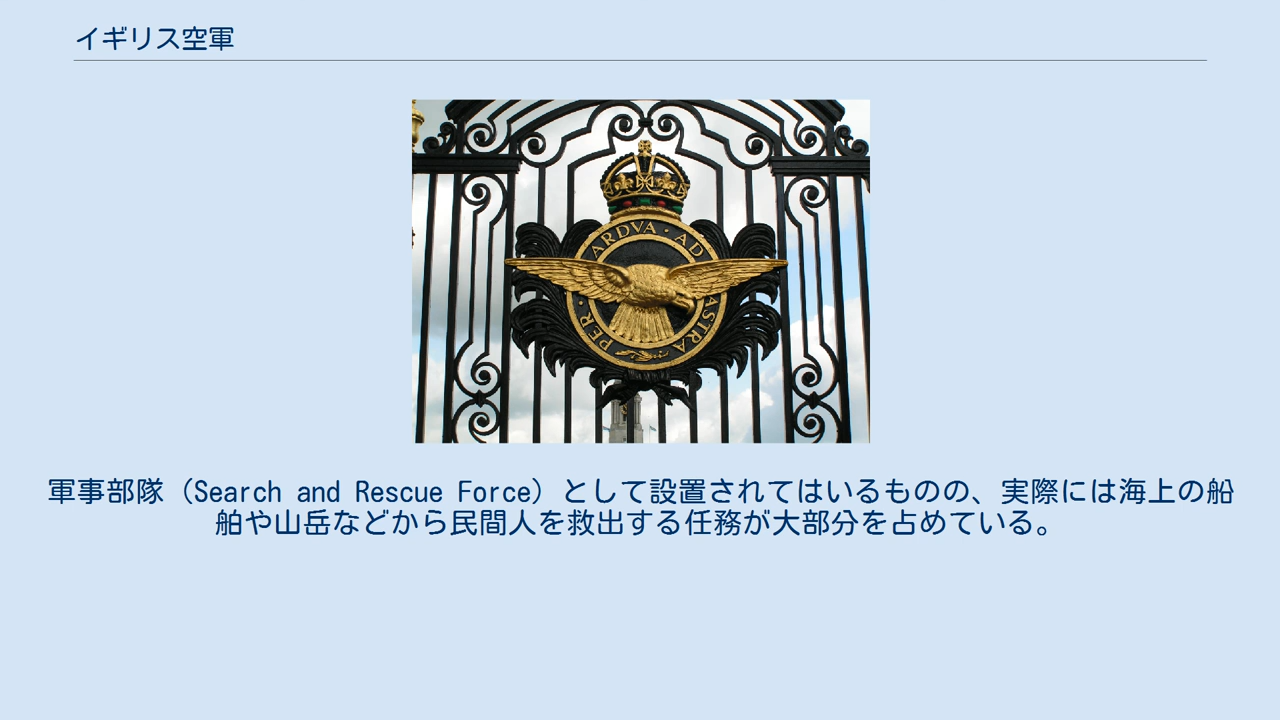 イギリス空軍
PER · ARDVA · AD ASTRA
軍事部隊（Search and Rescue Force）として設置されてはいるものの、実際には海上の船
舶や山岳などから民間人を救出する任務が大部分を占めている。